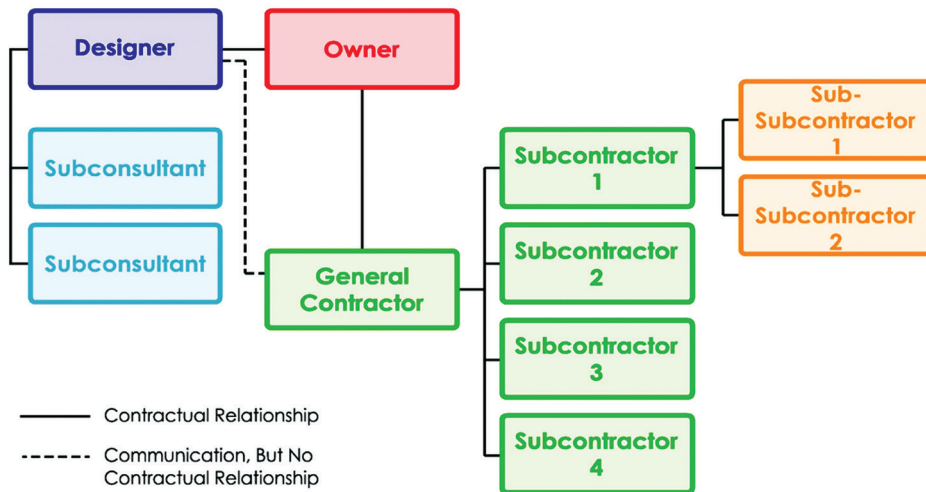 Designer
Owner
Subconsultant
Subconsultant
General
Contractor
Subcontractor
1
Subcontractor
2
Subcontractor
3
Subcontractor
4
Sub-
Subcontractor
1
Sub-
Subcontractor
2
Contractual Relationship
Communication, But No
Contractual Relationship